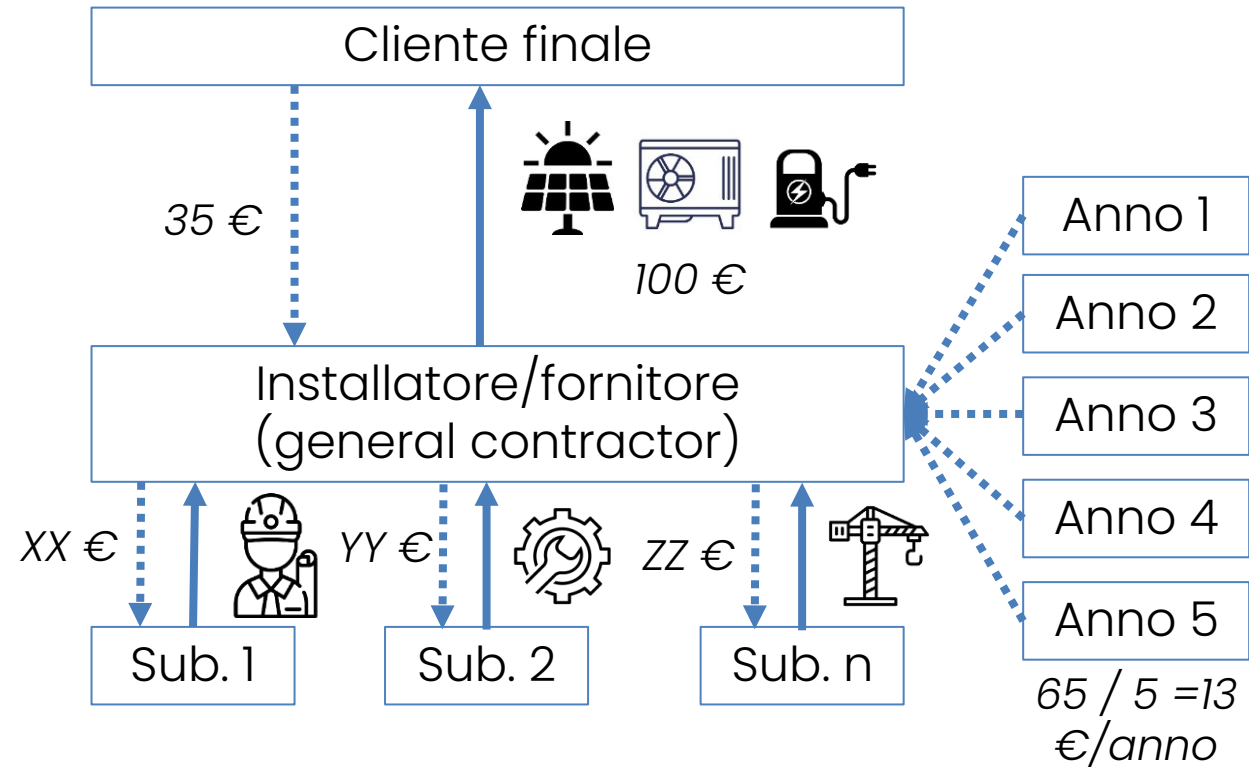 Cliente finale
35 €
100 €
Installatore/fornitore
(general contractor)
Anno 1
Anno 2
Anno 3
Anno 4
Anno 5
65 / 5 =13
€/anno
XX €
YY €
ZZ €
Sub. 1
Sub. 2
Sub. n